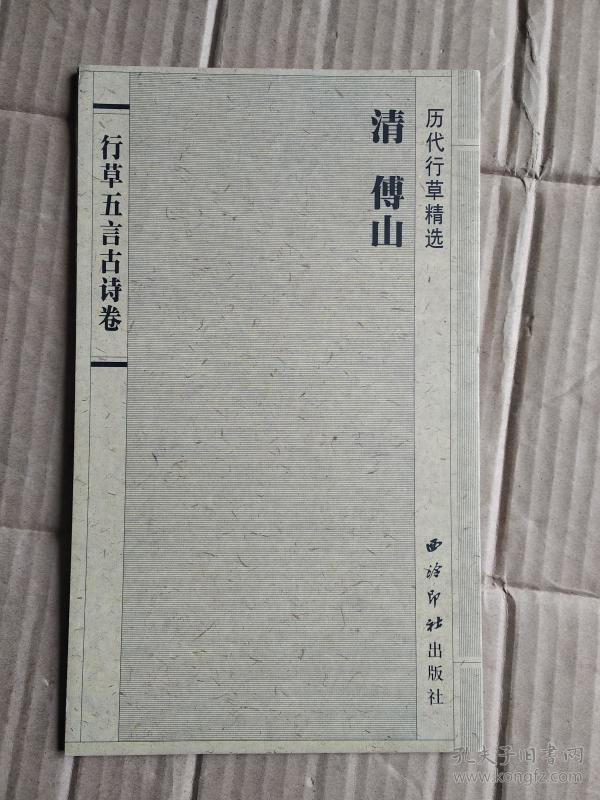 历代行草精选
清 傅山
行草五言古诗卷
西泠印社出版社
孔夫子旧书网
www.kongfz.com